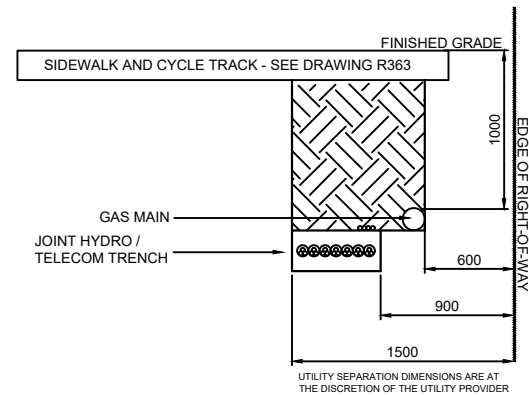 FINISHED GRADE
SIDEWALK AND CYCLE TRACK - SEE DRAWING R363
1000
EDGE OF RIGHT-OF-WAY
GAS MAIN
JOINT HYDRO /
TELECOM TRENCH
600
900
1500
UTILITY SEPARATION DIMENSIONS ARE AT
THE DISCRETION OF THE UTILITY PROVIDER